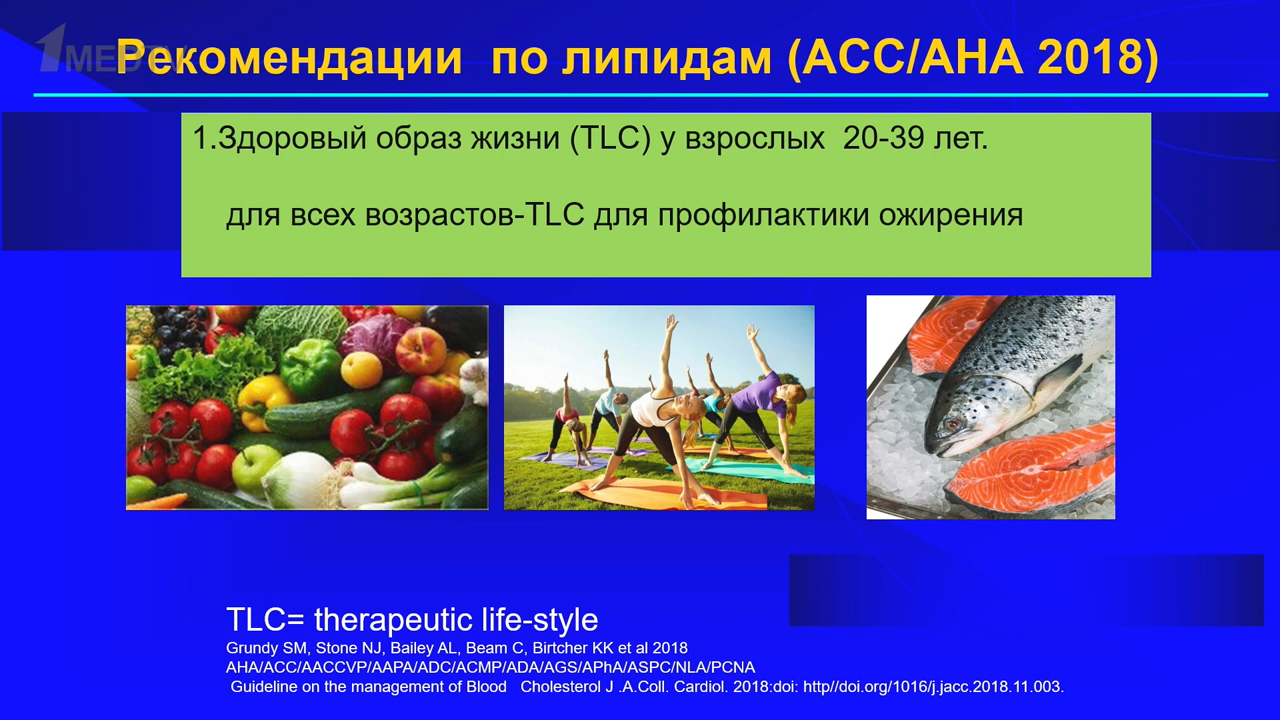 1MEDTV
Рекомендации по липидам (ACC/AHA 2018)
1.Здоровый образ жизни (TLC) у взрослых 20-39 лет.
для всех возрастов-TLC для профилактики ожирения
TLC= therapeutic life-style
Grundy SM, Stone NJ, Bailey AL, Beam C, Birtcher KK et al 2018
AHA/ACC/AACCVP/AAPA/ADC/ACMP/ADA/AGS/APhA/ASPC/NLA/PCNA
Guideline on the management of Blood Cholesterol J .A.Coll. Cardiol. 2018:doi: http//doi.org/1016/j.jacc.2018.11.003.